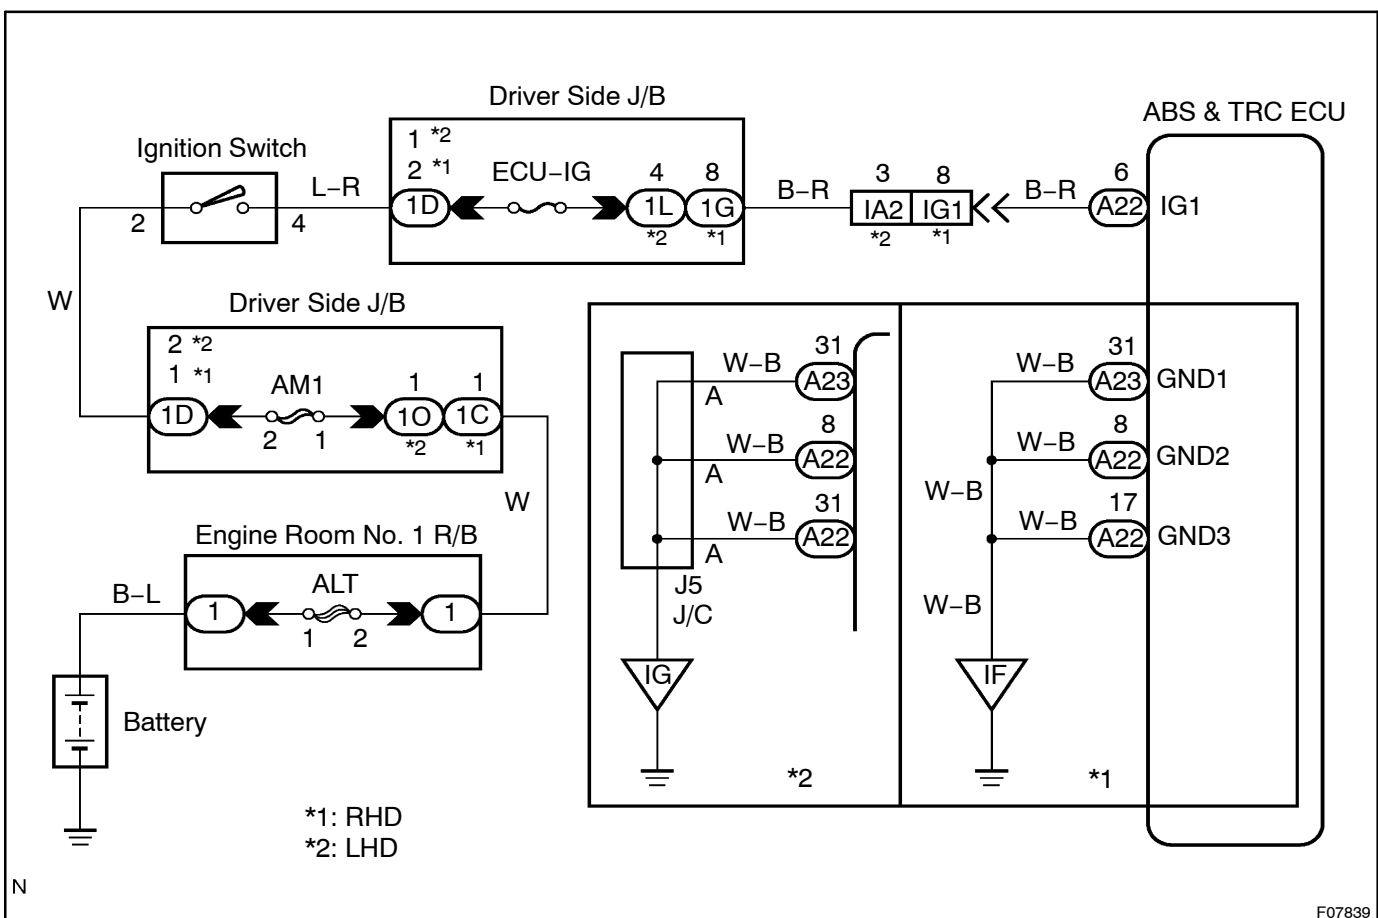 Driver Side J/B
ABS & TRC ECU
Ignition Switch
1 *2
2 *1
ECU–IG
4
8
3
8
6
L–R
B–R
B–R
1D
1L
1G
IA2
IG1
A22
IG1
2
4
*2
*1
*2
*1
W
Driver Side J/B
2 *2
1 *1
AM1
1
1
1D
1O
1C
2
1
*2
*1
W
31
W–B
A23
A
8
W–B
A22
A
31
W–B
A22
A
J5
J/C
IG
*2
31
W–B
A23
GND1
8
W–B
A22
GND2
W–B
17
W–B
A22
GND3
W–B
IF
*1
Engine Room No. 1 R/B
B–L
ALT
1
1
1
2
Battery
*1: RHD
*2: LHD
N
F07839